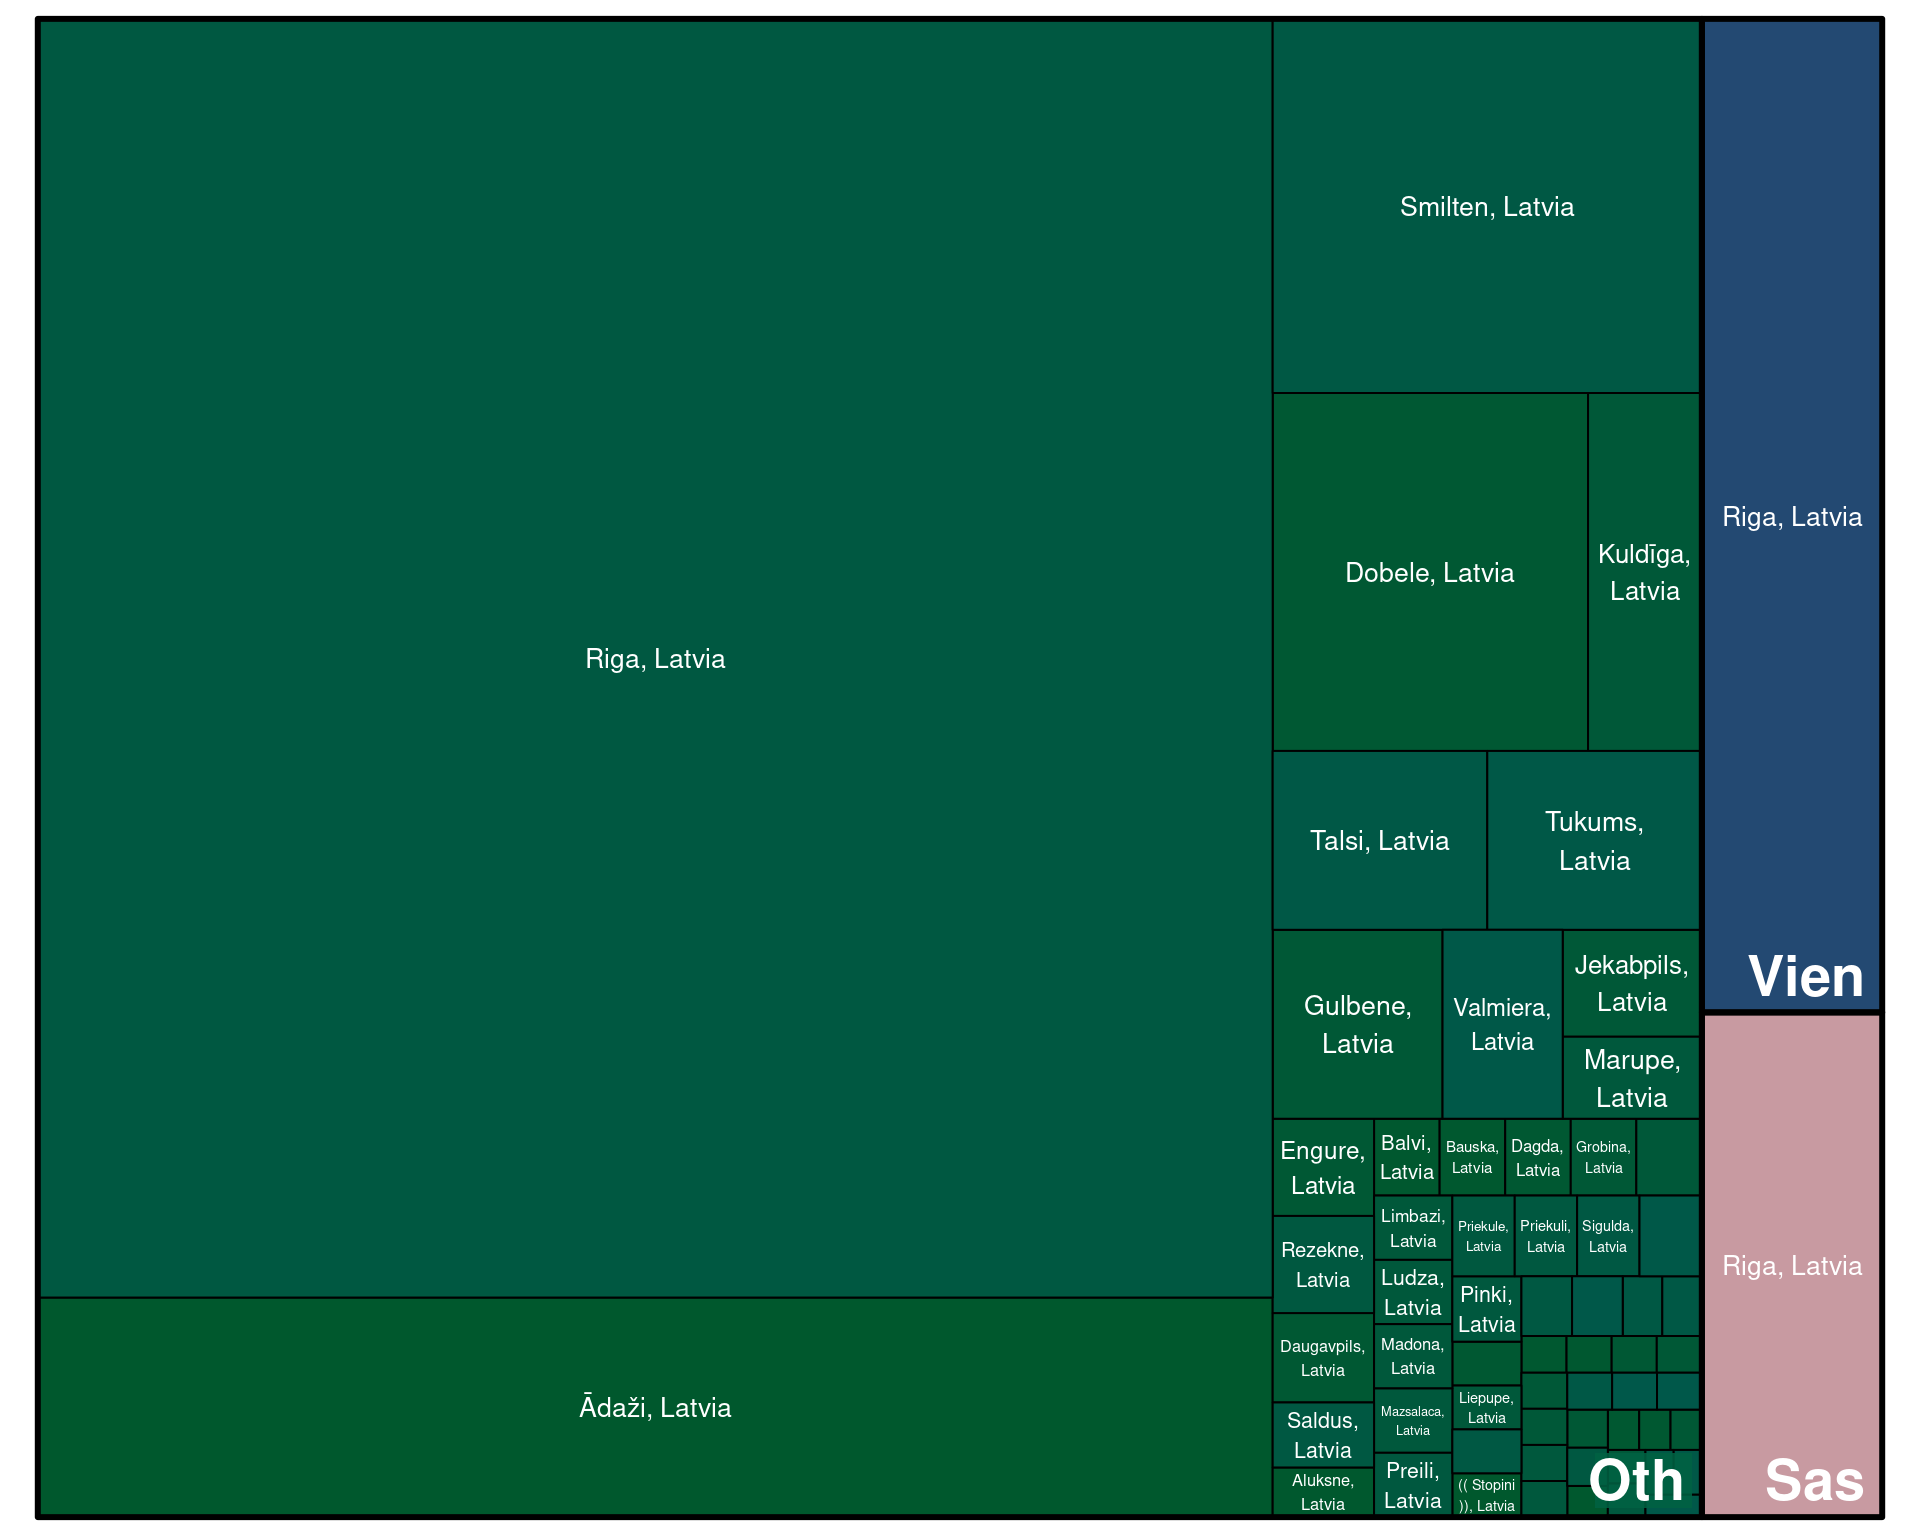 Riga, Latvia
Ādaži, Latvia
Smilten, Latvia
Dobele, Latvia
Kuldīga,
Latvia
Talsi, Latvia
Tukums,
Latvia
Gulbene,
Latvia
Valmiera,
Latvia
Jekabpils,
Latvia
Marupe,
Latvia
Engure,
Latvia
Rezekne,
Latvia
Daugavpils,
Latvia
Saldus,
Latvia
Aluksne,
Latvia
Balvi,
Latvia
Bauska,
Latvia
Dagda,
Latvia
Grobina,
Latvia
Limbazi,
Latvia
Ludza,
Latvia
Madona,
Latvia
Mazsalaca,
Latvia
Preili,
Latvia
Priekule,
Latvia
Priekuli,
Latvia
Sigulda,
Latvia
Pinki,
Latvia
Liepupe,
Latvia
(( Stopini
)), Latvia
Oth
Riga, Latvia
Vien
Riga, Latvia
Sas